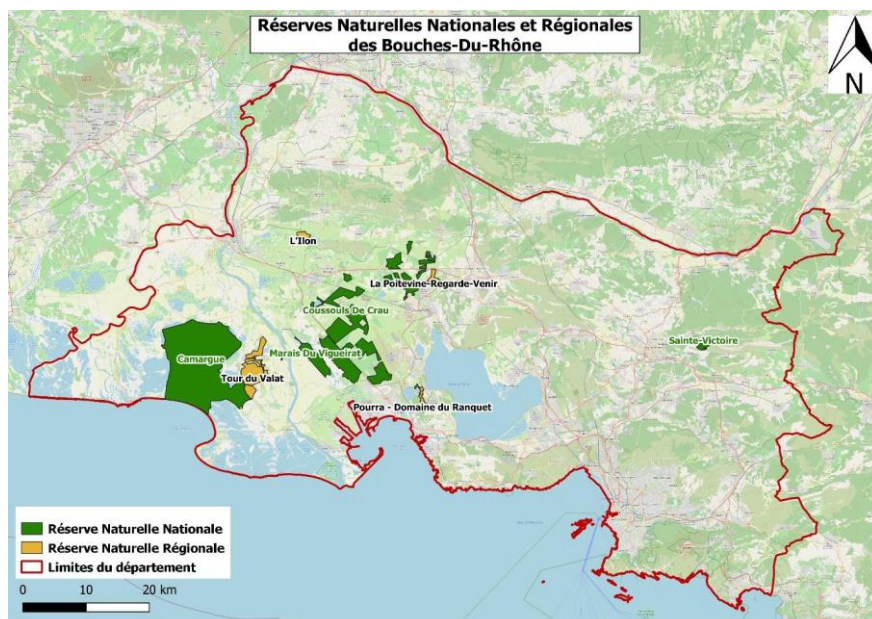 Réserves Naturelles Nationales et Régionales
des Bouches-Du-Rhône
N
L'Ilon
La Poitevine-Regarde-Venir
Coussouls De Crau
Sainte-Victoire
Camargue
Marais Du Vigueirat
Tour du Valat
Pourra - Domaine du Ranquet
Réserve Naturelle Nationale
Réserve Naturelle Régionale
Limites du département
0 10 20 km